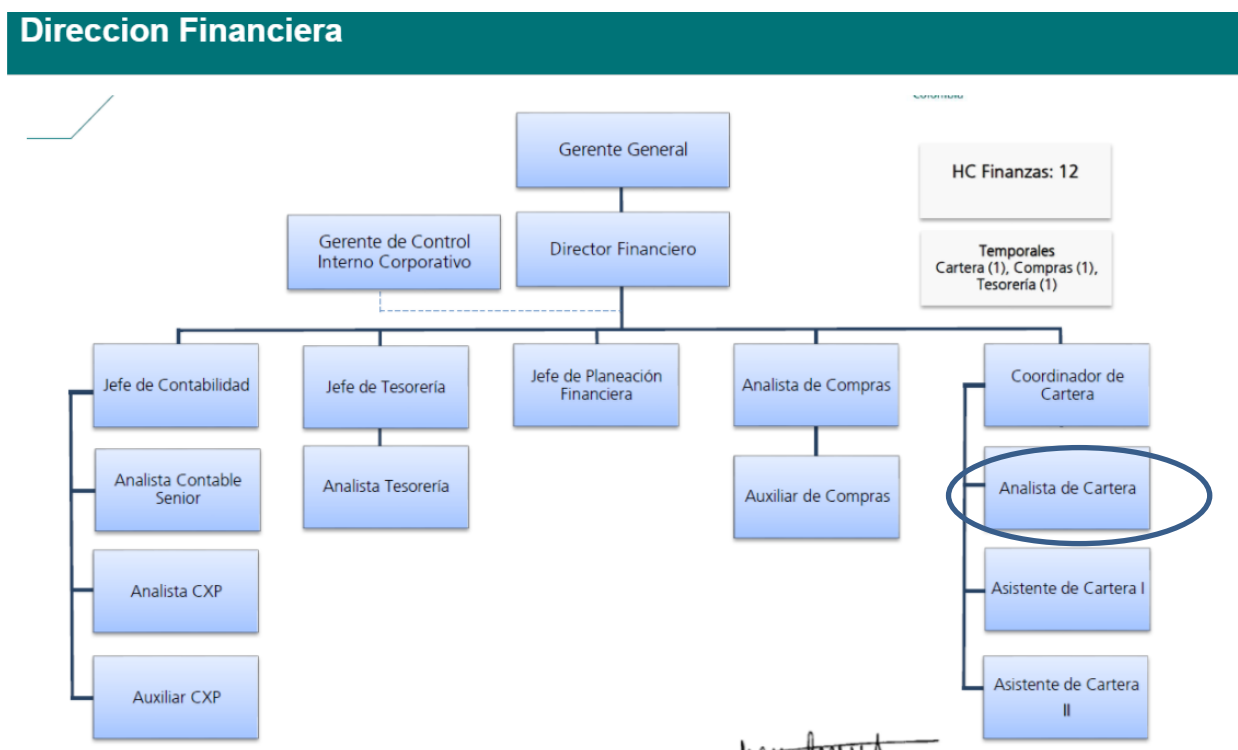 Direccion Financiera
Gerente General
HC Finanzas: 12
Gerente de Control
Interno Corporativo
Director Financiero
Temporales
Cartera (1), Compras (1),
Tesorería (1)
Jefe de Contabilidad
Jefe de Tesorería
Jefe de Planeación
Financiera
Analista de Compras
Coordinador de
Cartera
Analista Contable
Senior
Analista Tesorería
Auxiliar de Compras
Analista de Cartera
Analista CXP
Asistente de Cartera I
Auxiliar CXP
Asistente de Cartera
II